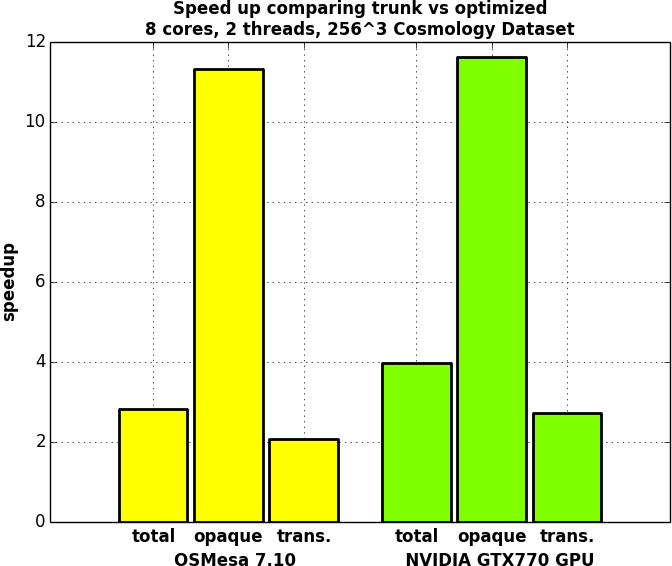 Speed up comparing trunk vs optimized
8 cores, 2 threads, 256^3 Cosmology Dataset
12
10
8
6
4
2
0
speedup
total opaque trans. total opaque trans.
OSMesa 7.10 NVIDIA GTX770 GPU